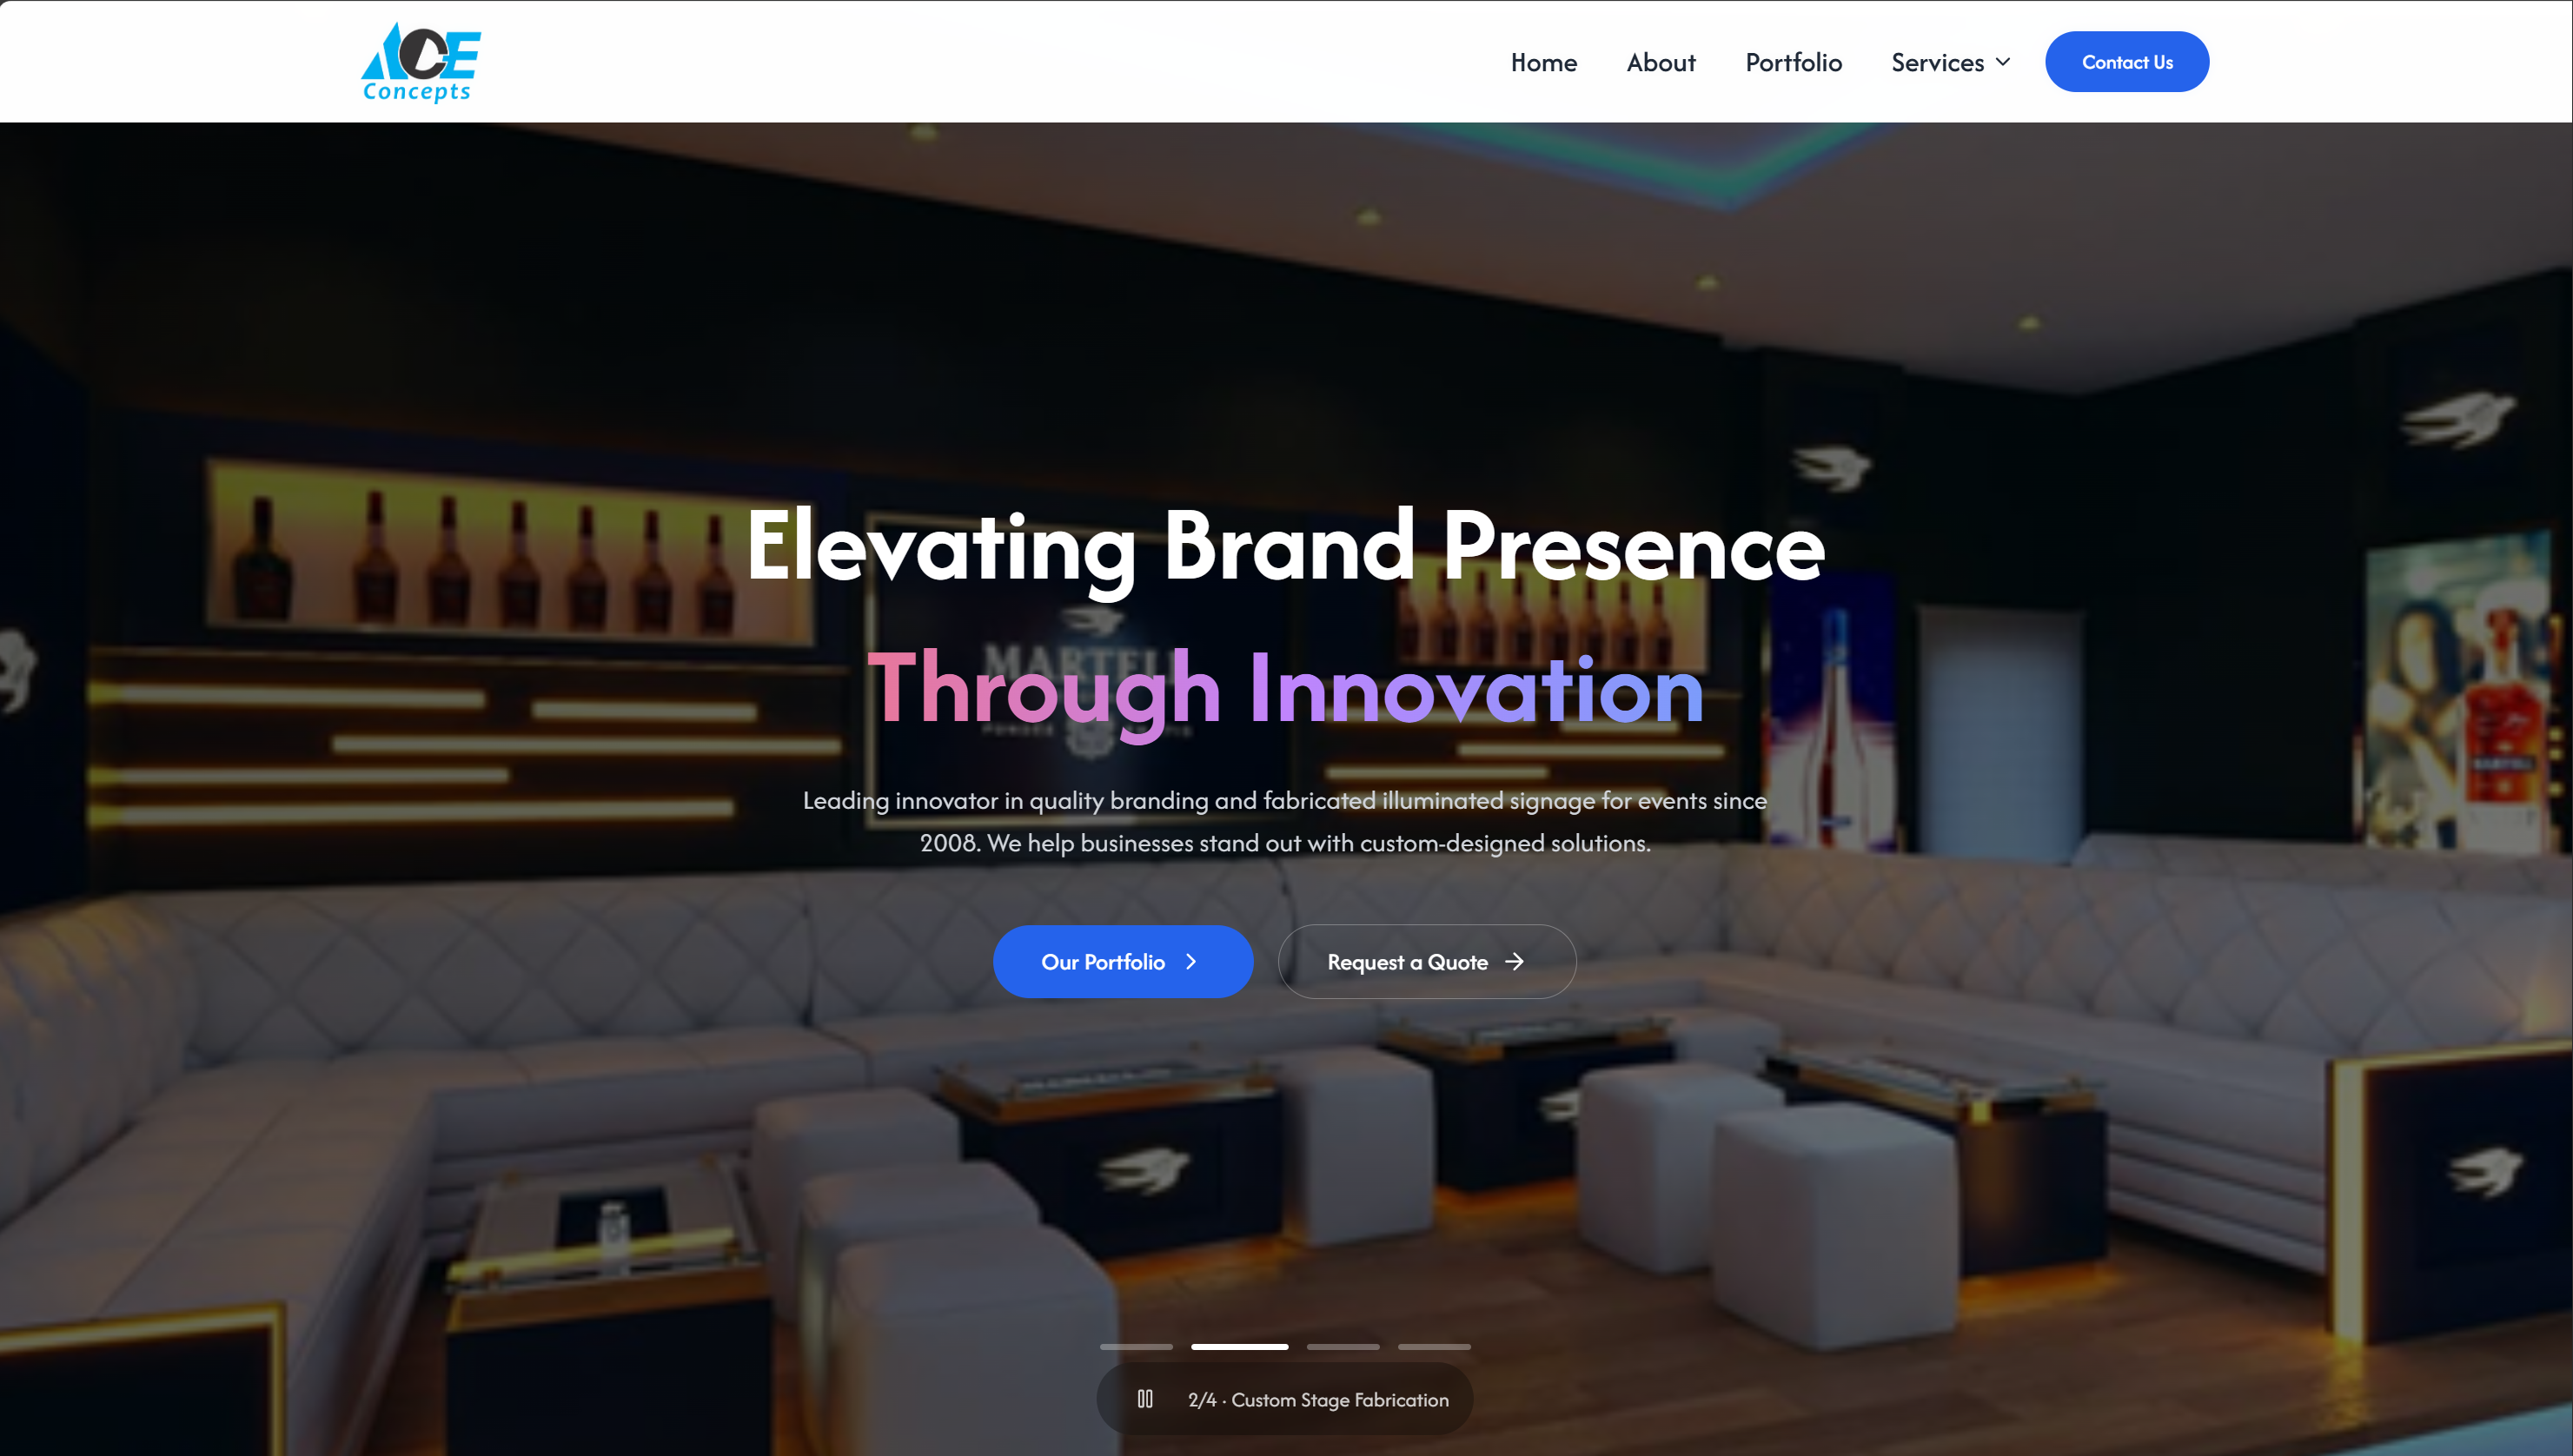 ACE
Concepts
Home
About
Portfolio
Services
Contact Us
Elevating Brand Presence
MARTELL
Through Innovation
MARTELL
Leading innovator in quality branding and fabricated illuminated signage for events since
2008. We help businesses stand out with custom-designed solutions.
Our Portfolio
Request a Quote
2/4 · Custom Stage Fabrication